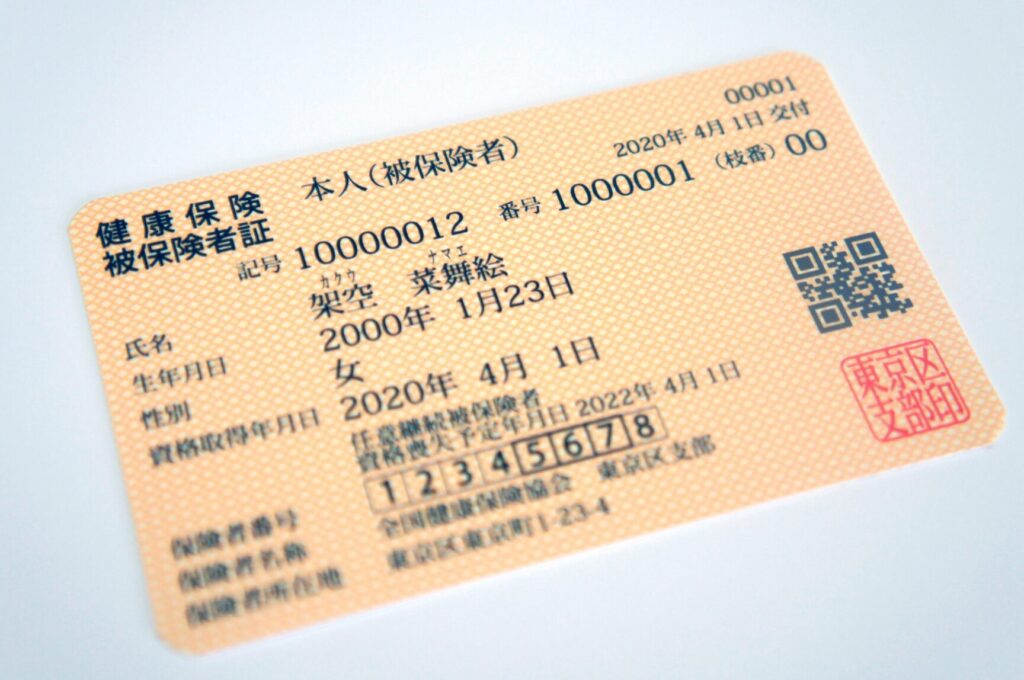 00001
健康保険
被保険者証
本人(被保険者)
2020年 4月 1日 交付
記号 10000012 番号 1000001 (枝番) 00
カクウ ナマエ
氏名 架空 菜舞絵
生年月日 2000年 1月23日
性別 女
資格取得年月日 2020年 4月 1日
任意継続被保険者
資格喪失予定年月日 2022年 4月 1日
保険者番号 12345678
保険者名称 全国健康保険協会 東京区支部
保険者所在地 東京区東京町1-23-4
東京区
支部印